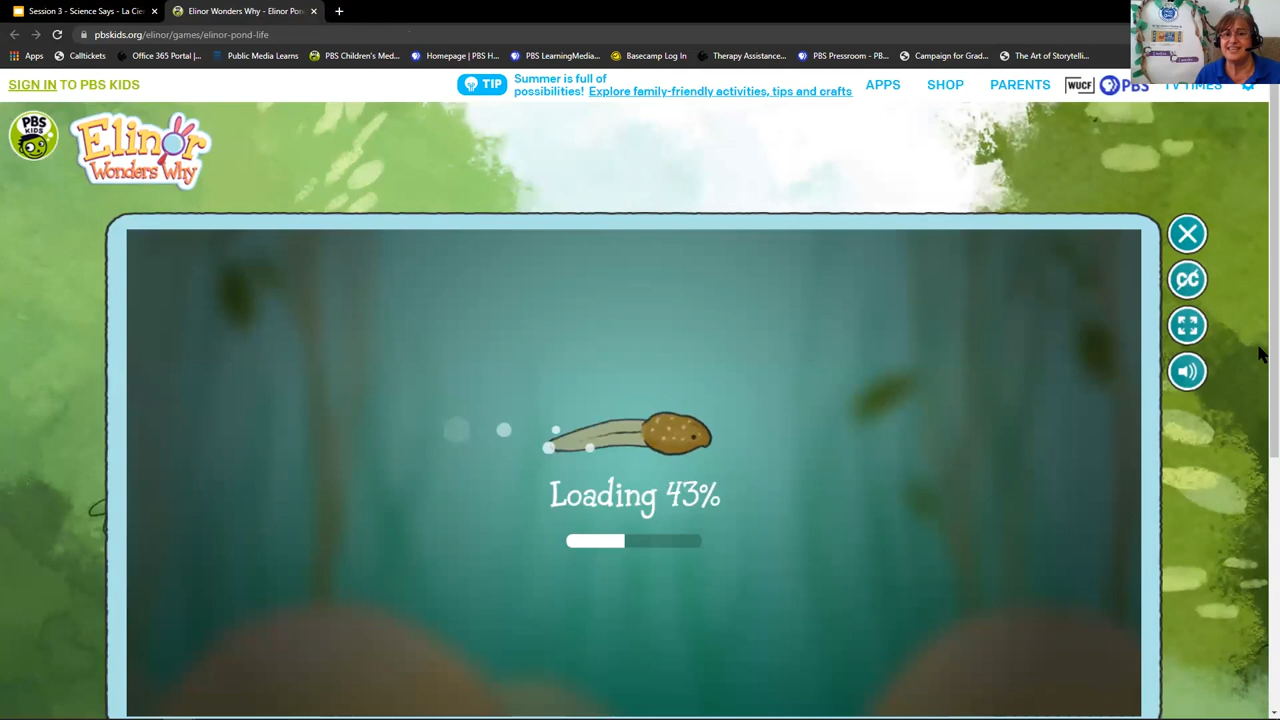 Session 3 - Science Says - La Cier
Elinor Wonders Why - Elinor Pon
pbskids.org/elinor/games/elinor-pond-life
Apps
Calltickets
Office 365 Portal |...
Public Media Learns
PBS Children's Med...
Homepage | PBS H...
PBS LearningMedia...
Basecamp Log In
Therapy Assistance...
PBS Pressroom - PB...
Campaign for Grad...
The Art of Storytelli...
SIGN IN TO PBS KIDS
TIP
Summer is full of
possibilities! Explore family-friendly activities, tips and crafts
APPS
SHOP
PARENTS
WUCF
PBS
TV TIMES
PBS
KIDS
Elinor
Wonders Why
CC
Loading 43%